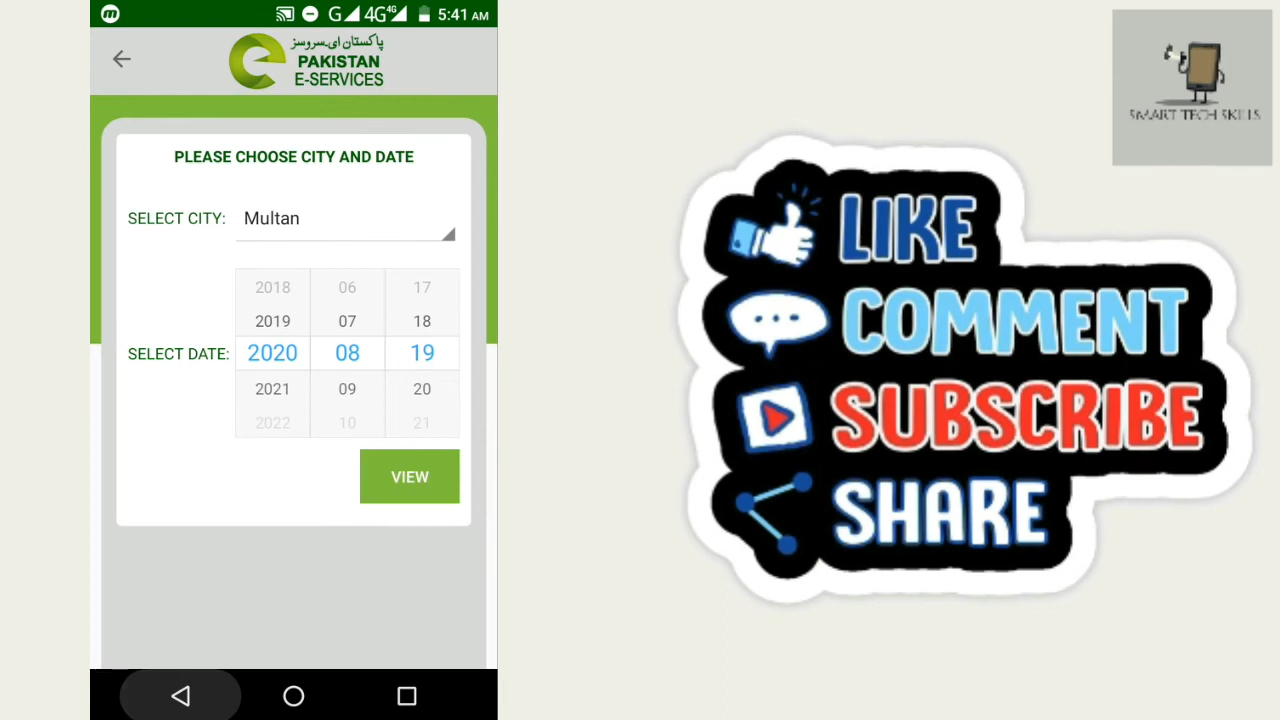 G 4G 4G 5:41 AM
پاکستان ای۔سروسز
PAKISTAN
E-SERVICES
PLEASE CHOOSE CITY AND DATE
SELECT CITY: Multan
2018 06 17
2019 07 18
SELECT DATE: 2020 08 19
2021 09 20
2022 10 21
VIEW
SMART TECH SKILLS
LIKE
COMMENT
SUBSCRIBE
SHARE